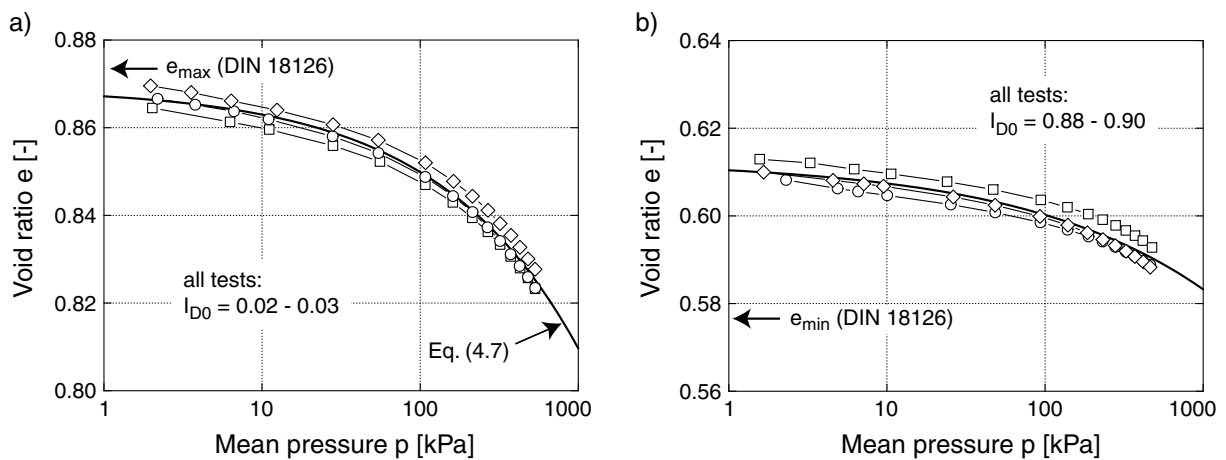 a)
0.88
0.86
0.84
0.82
0.80
Void ratio e [-]
e_max (DIN 18126)
all tests:
I_D0 = 0.02 - 0.03
Eq. (4.7)
1
10
100
1000
Mean pressure p [kPa]
b)
0.64
0.62
0.60
0.58
0.56
Void ratio e [-]
all tests:
I_D0 = 0.88 - 0.90
e_min (DIN 18126)
1
10
100
1000
Mean pressure p [kPa]